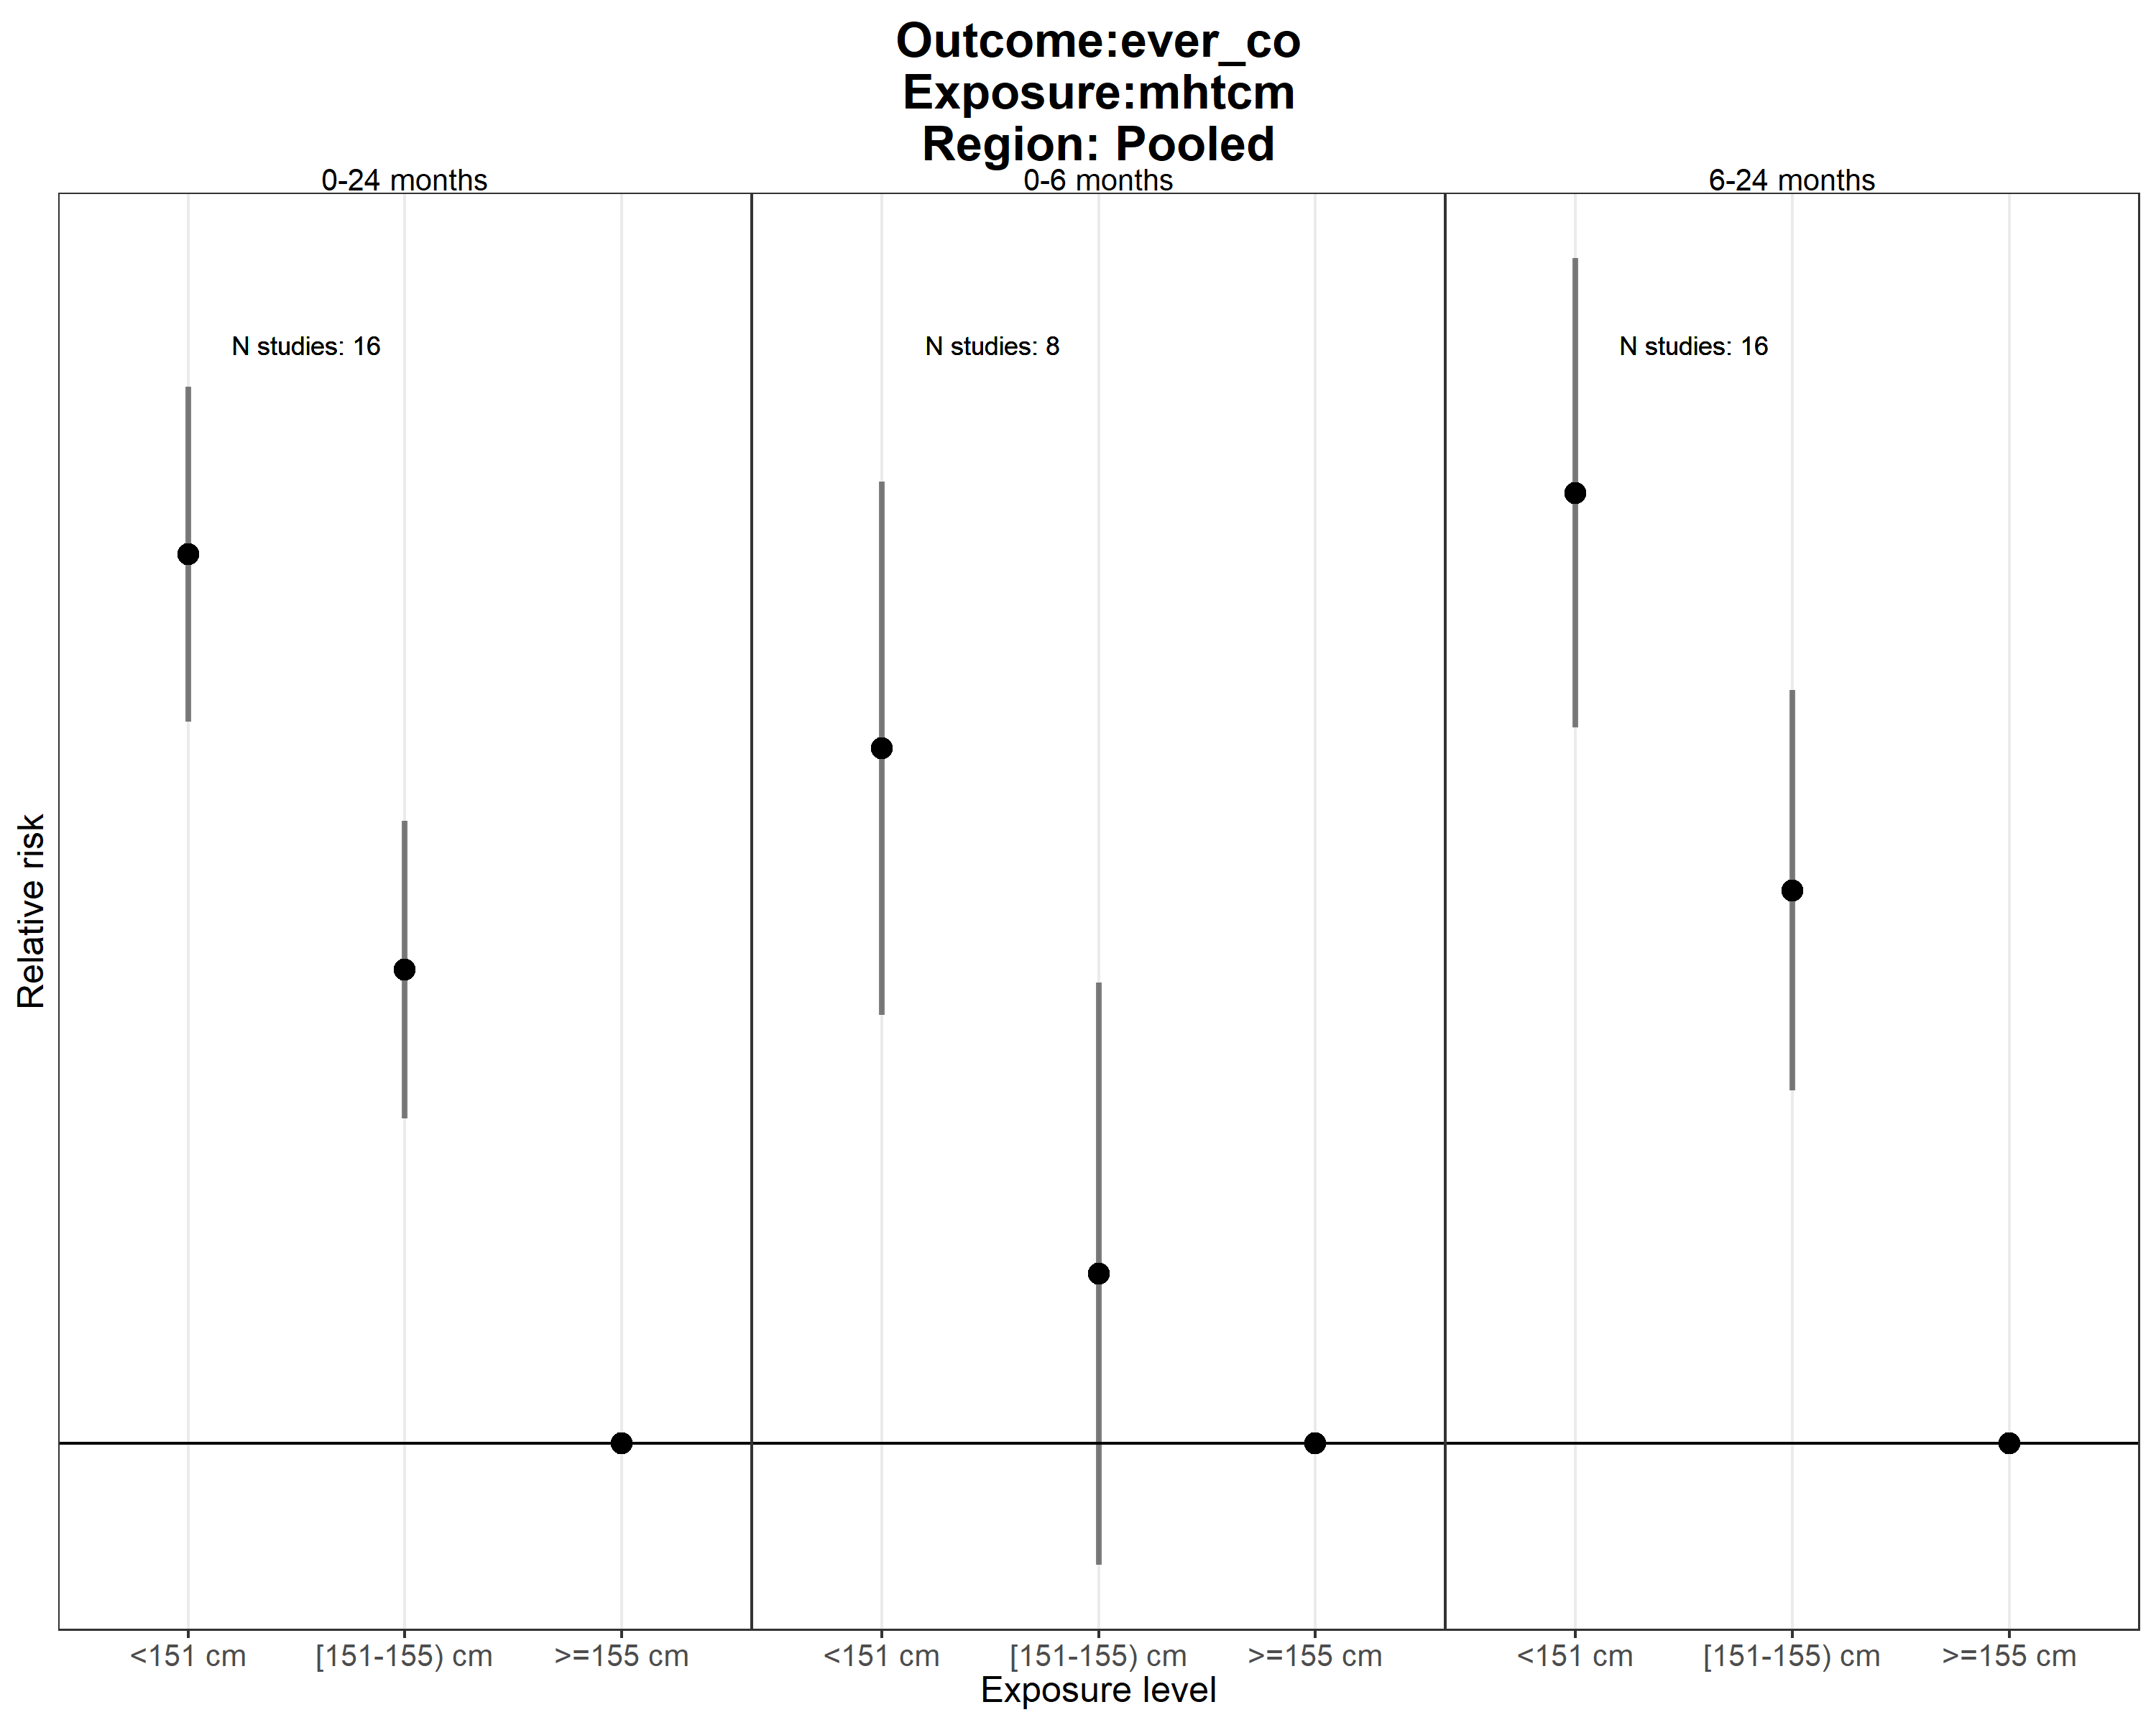 Outcome:ever_co
Exposure:mhtcm
Region: Pooled
0-24 months
0-6 months
6-24 months
N studies: 16
N studies: 8
N studies: 16
Relative risk
<151 cm
[151-155) cm
>=155 cm
<151 cm
[151-155) cm
>=155 cm
<151 cm
[151-155) cm
>=155 cm
Exposure level